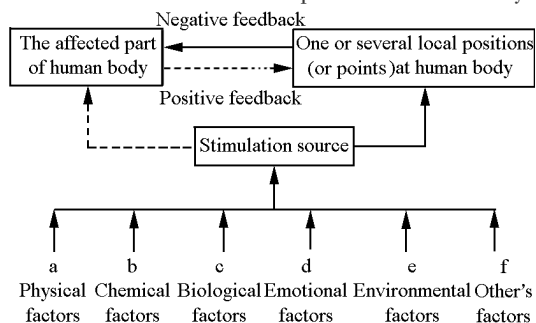 Negative feedback
The affected part
of human body
One or several local positions
(or points)at human body
Positive feedback
Stimulation source
a b c d e f
Physical Chemical Biological Emotional Environmental Other's
factors factors factors factors factors factors